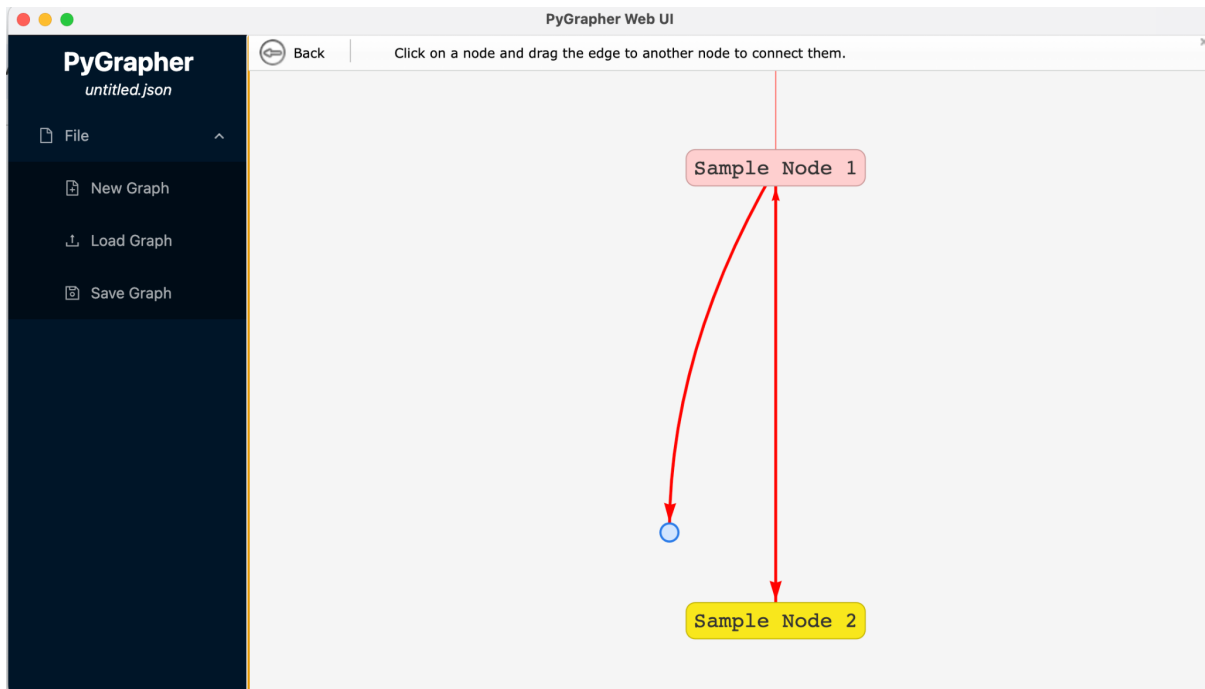 PyGrapher Web UI
PyGrapher
untitled.json
File
New Graph
Load Graph
Save Graph
Back
Click on a node and drag the edge to another node to connect them.
Sample Node 1
Sample Node 2